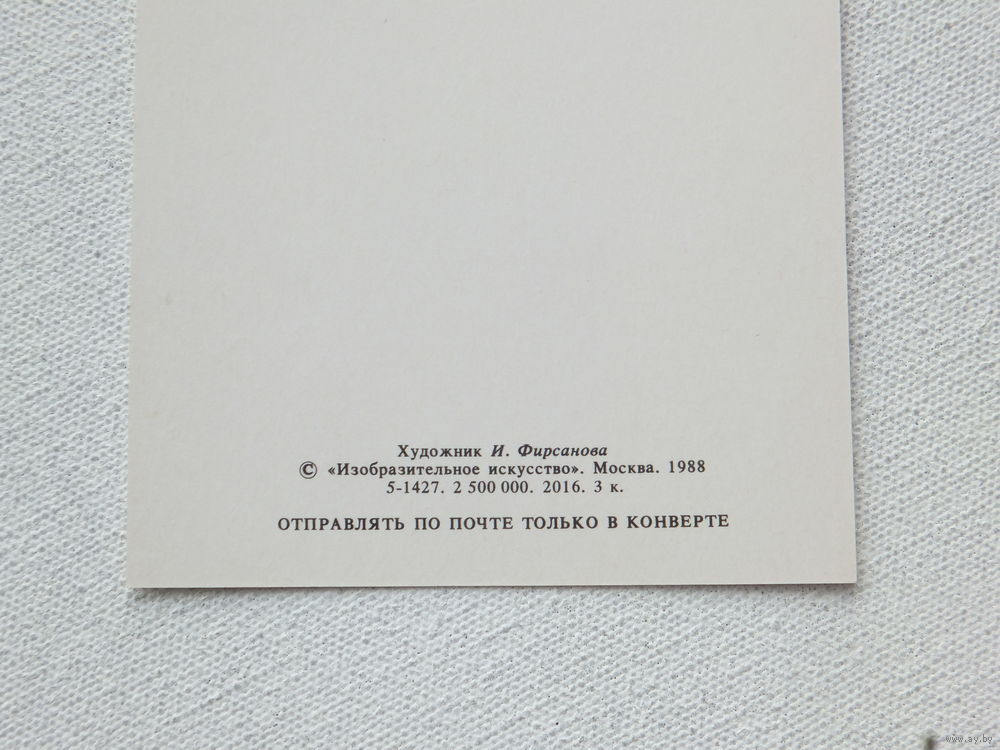 Художник И. Фирсанова
© «Изобразительное искусство». Москва. 1988
5-1427. 2 500 000. 2016. 3 к.
ОТПРАВЛЯТЬ ПО ПОЧТЕ ТОЛЬКО В КОНВЕРТЕ
www.ay.by